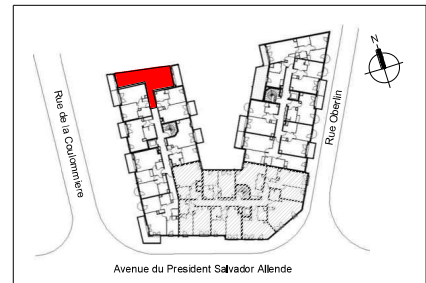 N
Rue de la Coulommiere
Rue Oberlin
Avenue du President Salvador Allende